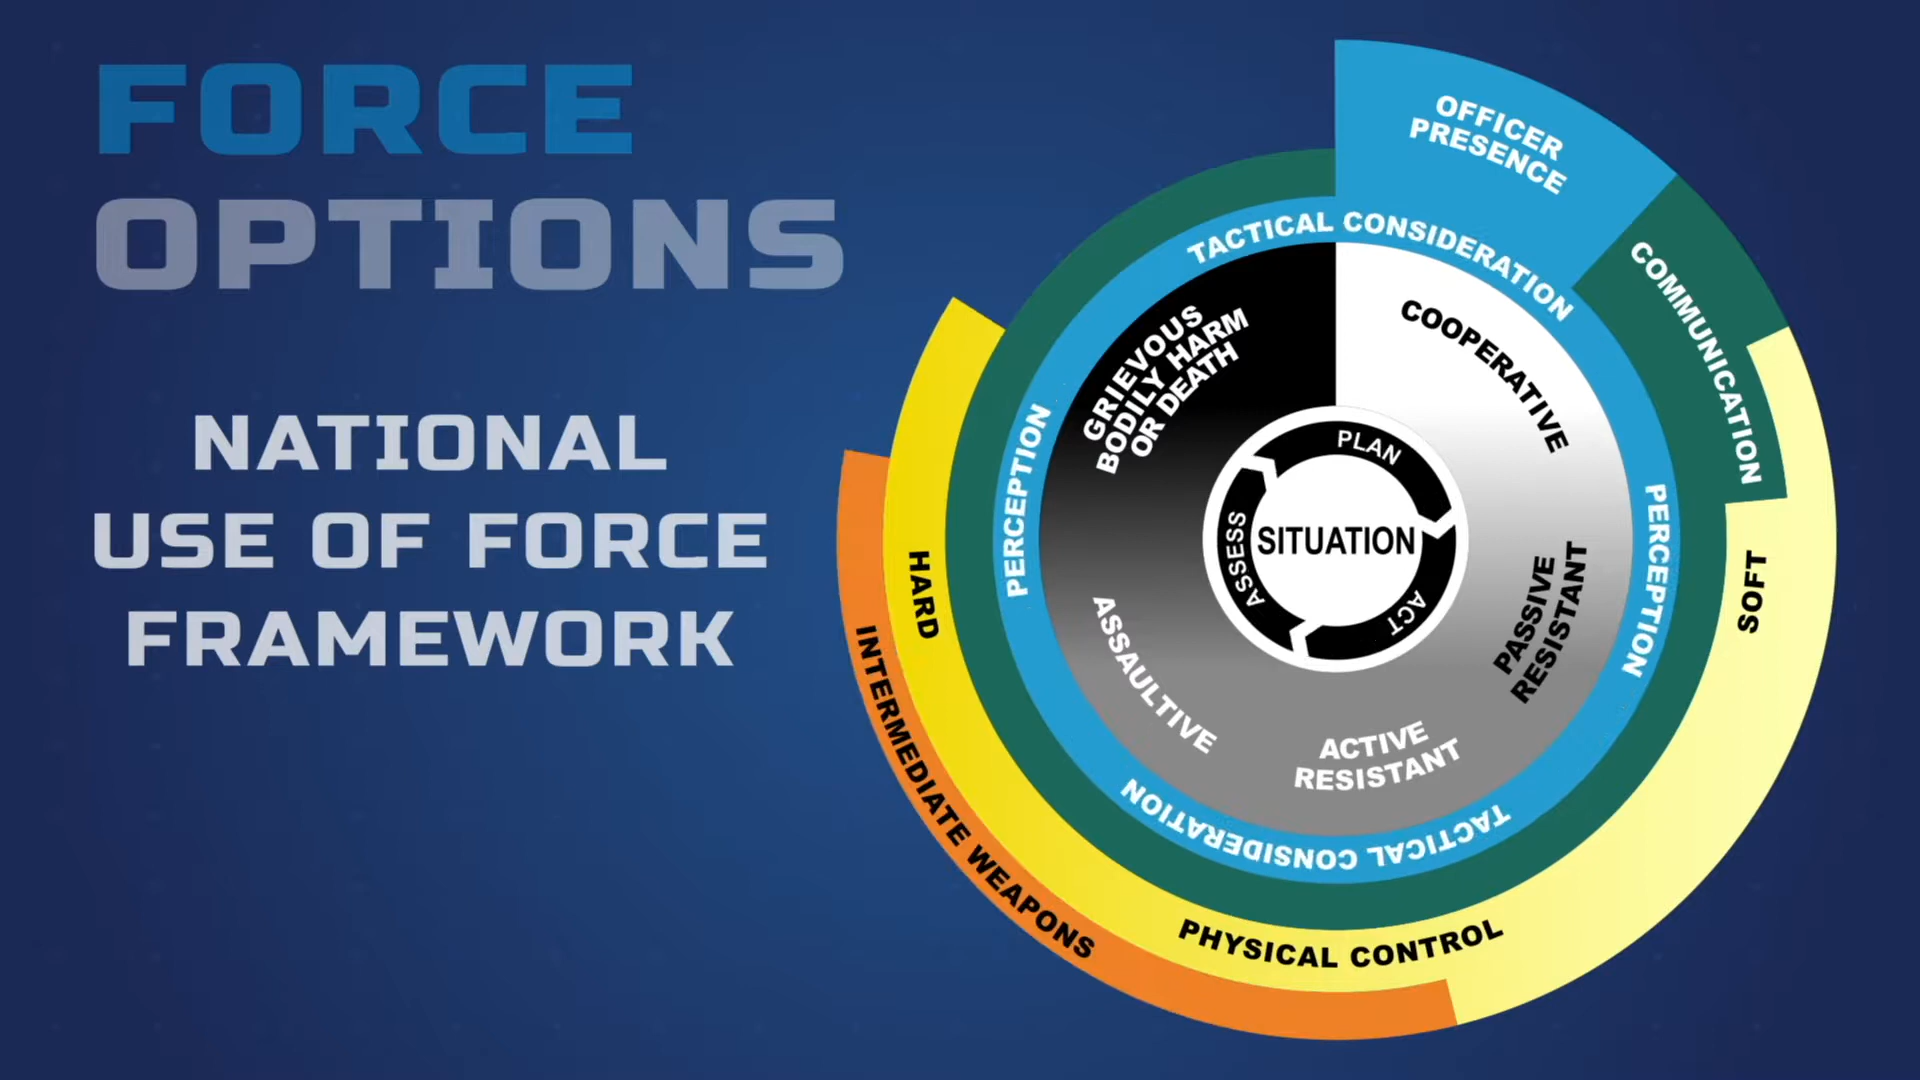 FORCE
OPTIONS
NATIONAL
USE OF FORCE
FRAMEWORK
OFFICER
PRESENCE
COMMUNICATION
TACTICAL CONSIDERATION
GRIEVOUS
BODILY HARM
OR DEATH
COOPERATIVE
PERCEPTION
PLAN
SITUATION
ASSESS
ACT
PERCEPTION
HARD
SOFT
PASSIVE
RESISTANT
ASSAULTIVE
ACTIVE
RESISTANT
TACTICAL CONSIDERATION
INTERMEDIATE WEAPONS
PHYSICAL CONTROL